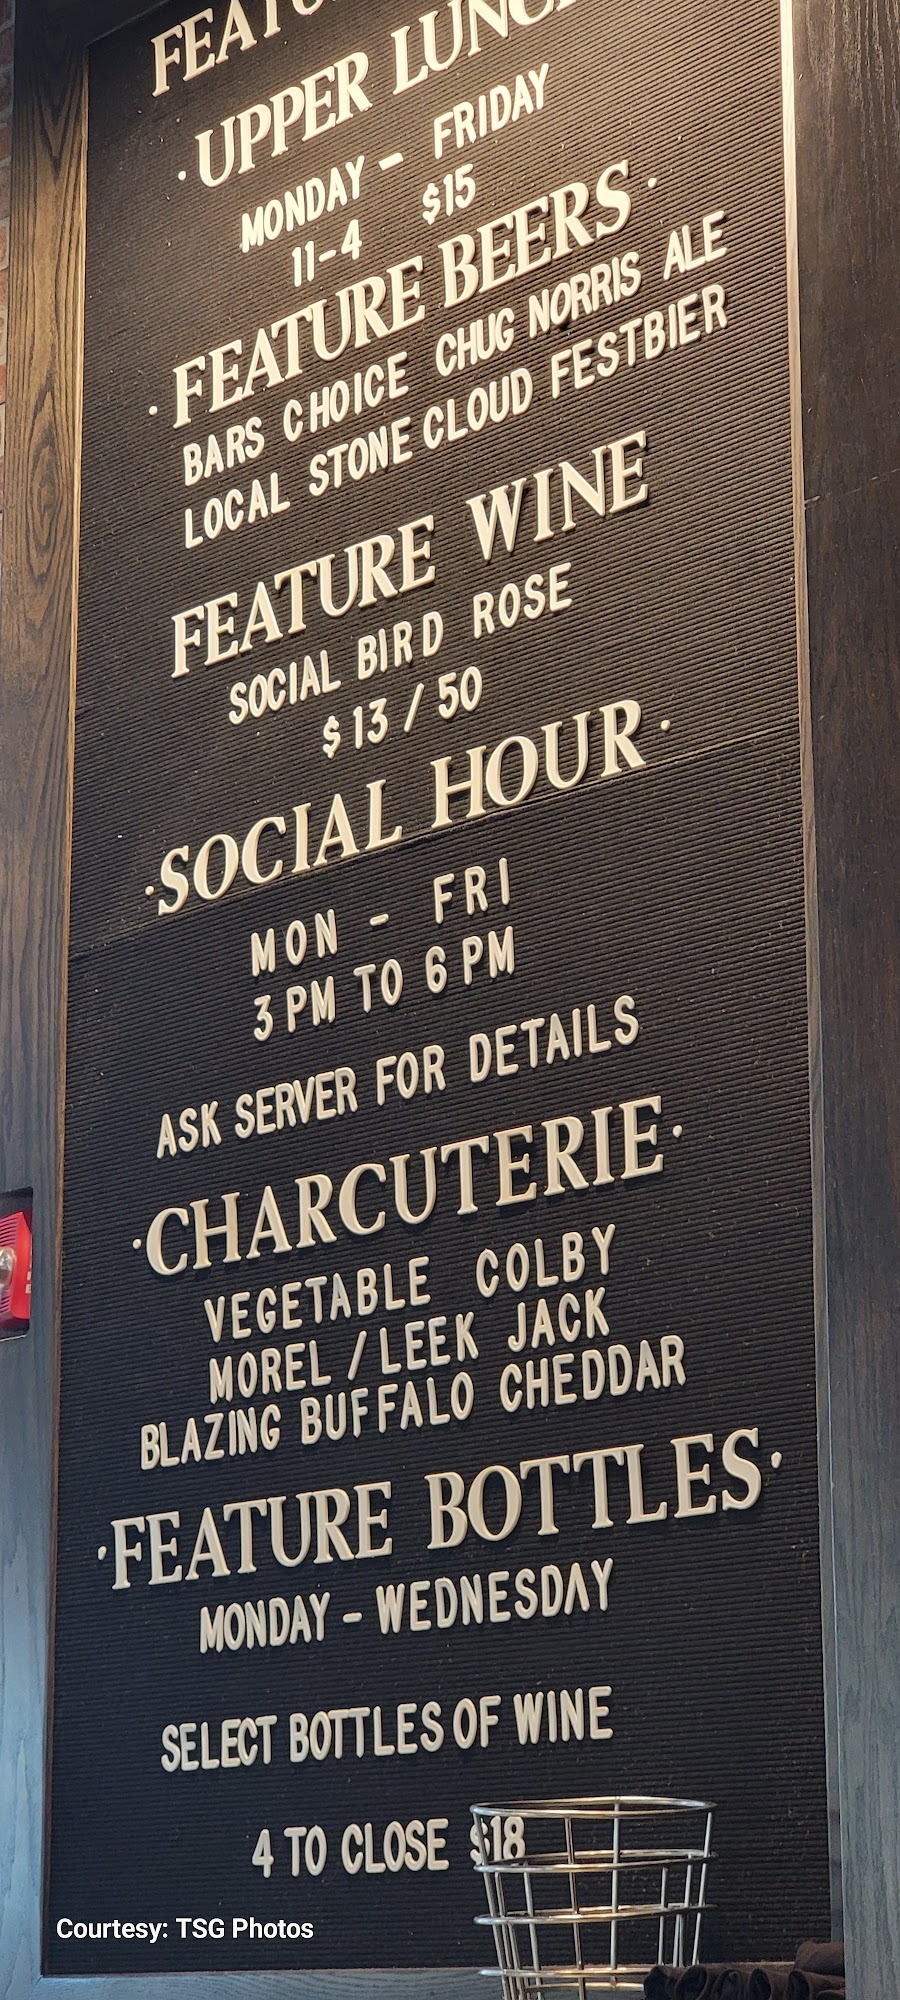 FEATU
· UPPER LUNC
MONDAY - FRIDAY
11-4 $15
· FEATURE BEERS ·
BARS CHOICE CHUG NORRIS ALE
LOCAL STONE CLOUD FESTBIER
FEATURE WINE
SOCIAL BIRD ROSE
$13/50
· SOCIAL HOUR ·
MON - FRI
3 PM TO 6 PM
ASK SERVER FOR DETAILS
· CHARCUTERIE ·
VEGETABLE COLBY
MOREL / LEEK JACK
BLAZING BUFFALO CHEDDAR
· FEATURE BOTTLES ·
MONDAY - WEDNESDAY
SELECT BOTTLES OF WINE
4 TO CLOSE $18
Courtesy: TSG Photos